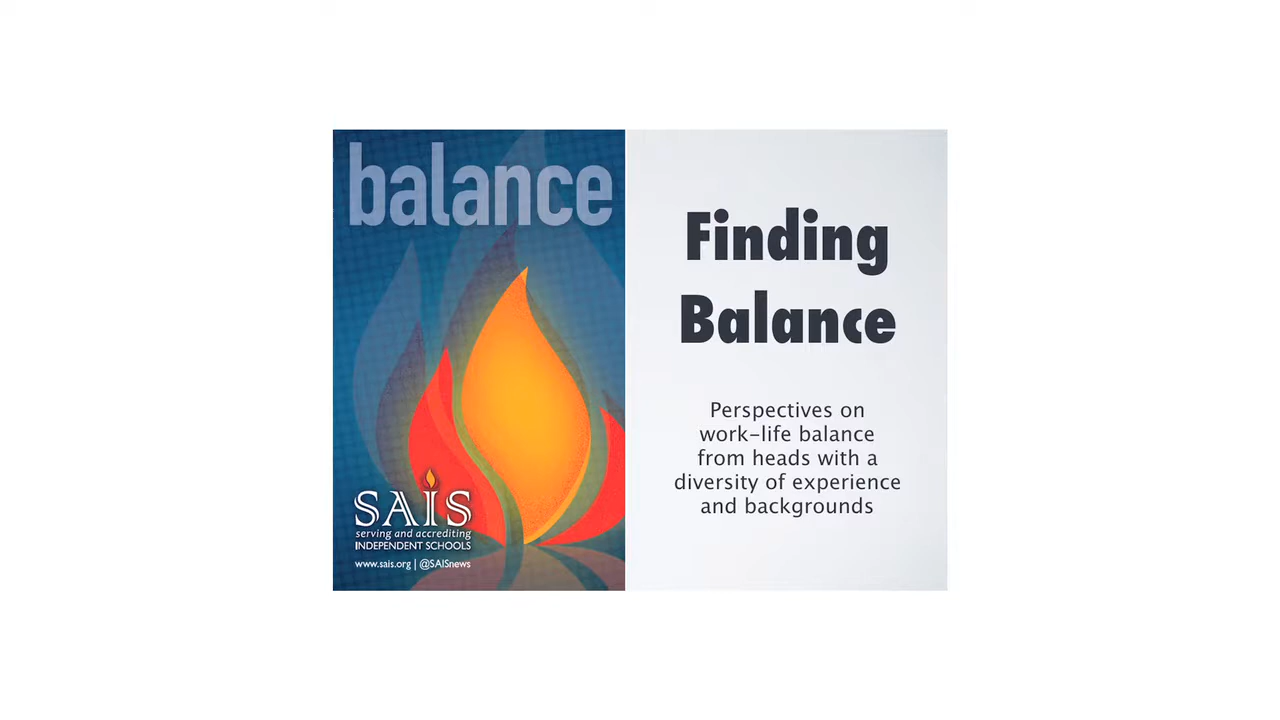 balance
SAIS
serving and accrediting
INDEPENDENT SCHOOLS
www.sais.org | @SAISnews
Finding
Balance
Perspectives on
work-life balance
from heads with a
diversity of experience
and backgrounds